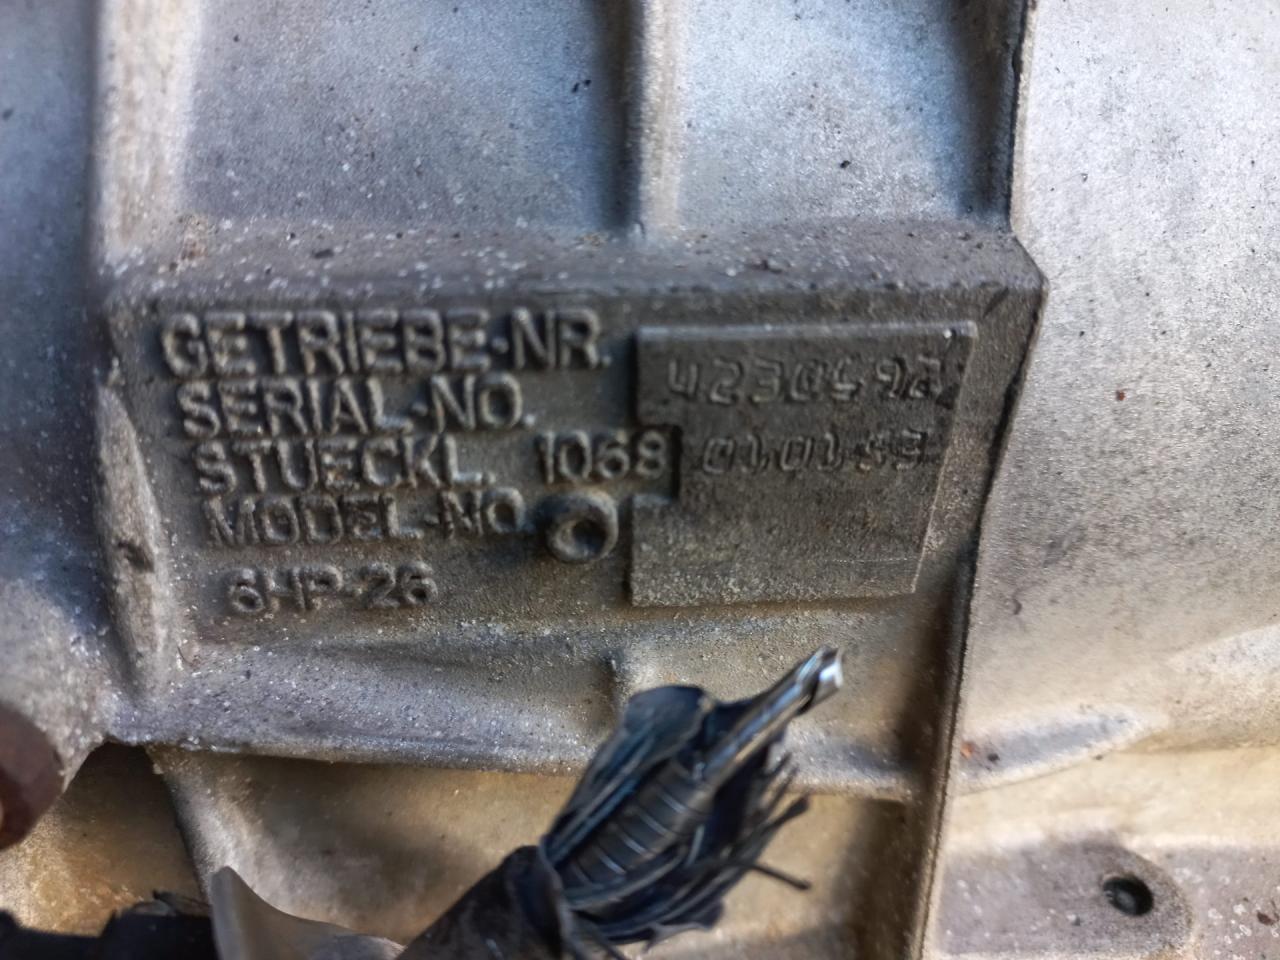 GETRIEBE-NR.
SERIAL-NO.
STUECKL. 1068
MODEL-NO.
6HP-26